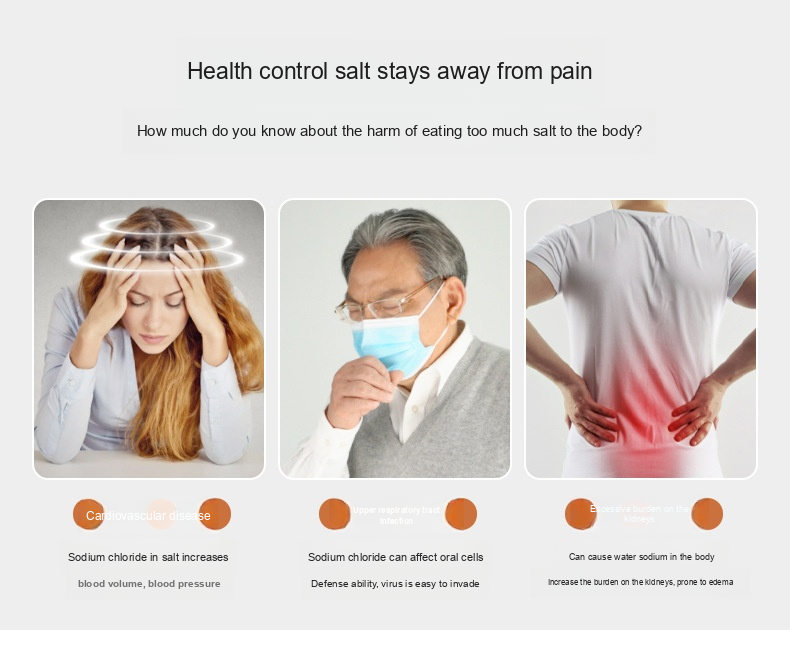 Health control salt stays away from pain
How much do you know about the harm of eating too much salt to the body?
Cardiovascular disease
Upper respiratory tract
infection
Excessive burden on the
kidneys
Sodium chloride in salt increases
blood volume, blood pressure
Sodium chloride can affect oral cells
Defense ability, virus is easy to invade
Can cause water sodium in the body
Increase the burden on the kidneys, prone to edema